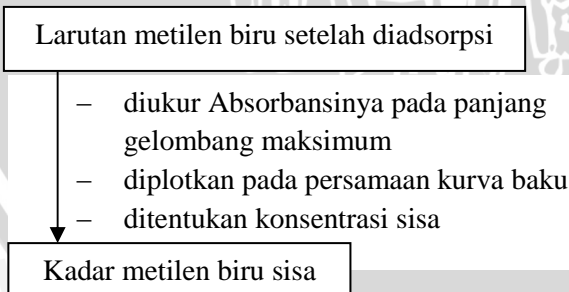 Larutan metilen biru setelah diadsorpsi
– diukur Absorbansinya pada panjang
gelombang maksimum
– diplotkan pada persamaan kurva baku
– ditentukan konsentrasi sisa
Kadar metilen biru sisa